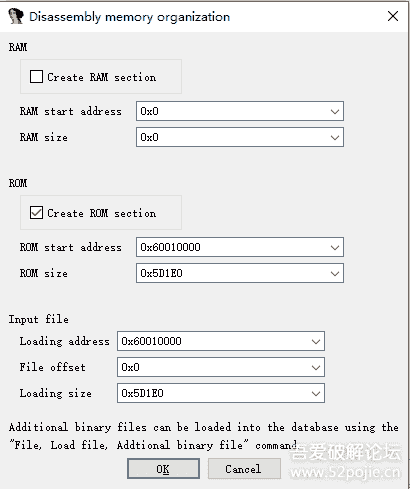 Disassembly memory organization
RAM
Create RAM section
RAM start address 0x0
RAM size 0x0
ROM
Create ROM section
ROM start address 0x60010000
ROM size 0x5D1E0
Input file
Loading address 0x60010000
File offset 0x0
Loading size 0x5D1E0
Additional binary files can be loaded into the database using the
"File, Load file, Addtional binary file" command
吾爱破解论坛
OK Cancel
www.52pojie.cn